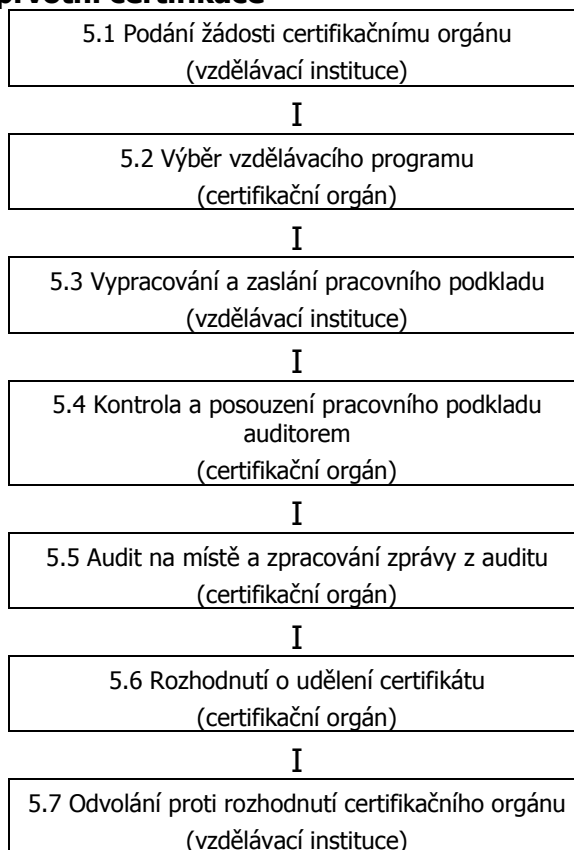 prvotní certifikace
5.1 Podání žádosti certifikačnímu orgánu
(vzdělávací instituce)
I
5.2 Výběr vzdělávacího programu
(certifikační orgán)
I
5.3 Vypracování a zaslání pracovního podkladu
(vzdělávací instituce)
I
5.4 Kontrola a posouzení pracovního podkladu
auditorem
(certifikační orgán)
I
5.5 Audit na místě a zpracování zprávy z auditu
(certifikační orgán)
I
5.6 Rozhodnutí o udělení certifikátu
(certifikační orgán)
I
5.7 Odvolání proti rozhodnutí certifikačního orgánu
(vzdělávací instituce)